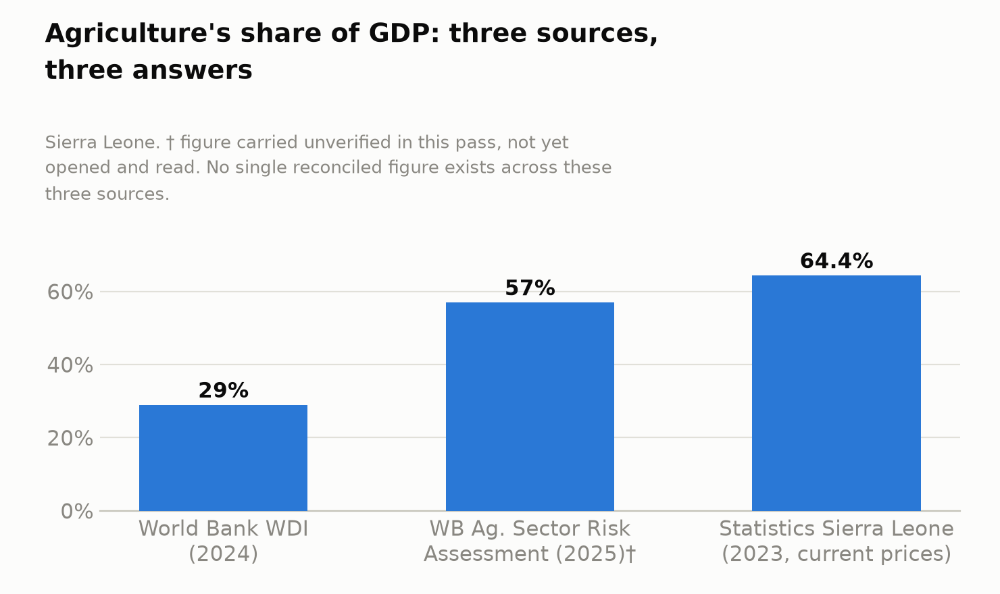 Agriculture's share of GDP: three sources,
three answers
Sierra Leone. † figure carried unverified in this pass, not yet
opened and read. No single reconciled figure exists across these
three sources.
64.4%
57%
60%
40%
29%
20%
0%
World Bank WDI
(2024)
WB Ag. Sector Risk
Assessment (2025)†
Statistics Sierra Leone
(2023, current prices)